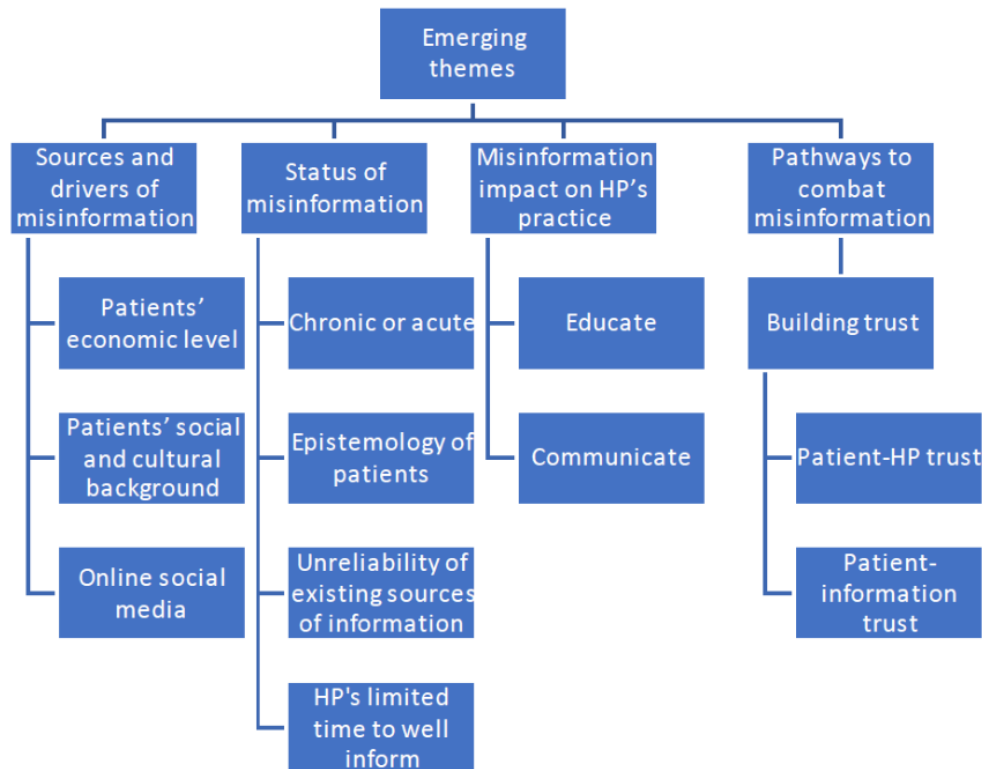 Emerging
themes
Sources and
drivers of
misinformation
Patients’
economic level
Patients’ social
and cultural
background
Online social
media
Status of
misinformation
Chronic or acute
Epistemology of
patients
Unreliability of
existing sources
of information
HP's limited
time to well
inform
Misinformation
impact on HP’s
practice
Educate
Communicate
Pathways to
combat
misinformation
Building trust
Patient-HP trust
Patient-
information
trust